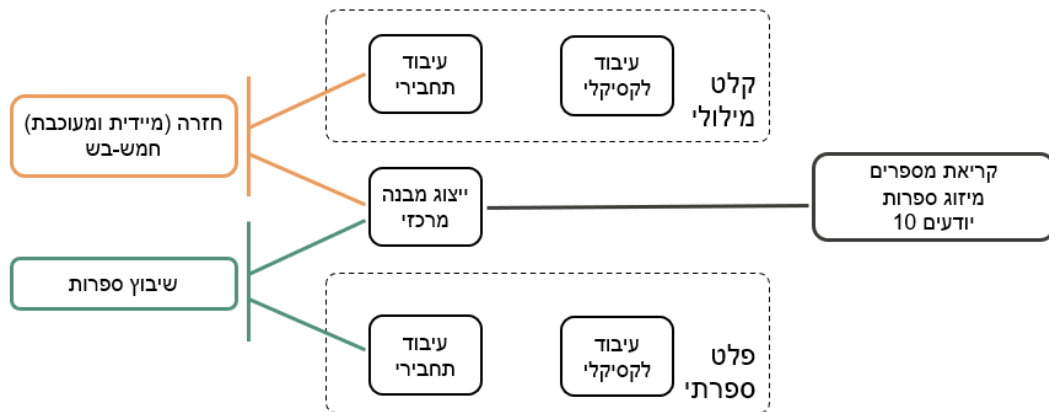 קלט
מילולי
עיבוד
לקסיקלי
עיבוד
תחבירי
חזרה (מיידית ומעוכבת)
חמש-בש
קריאת מספרים
מיזוג ספרות
יודעים 10
ייצוג מבנה
מרכזי
שיבוץ ספרות
פלט
ספרתי
עיבוד
לקסיקלי
עיבוד
תחבירי